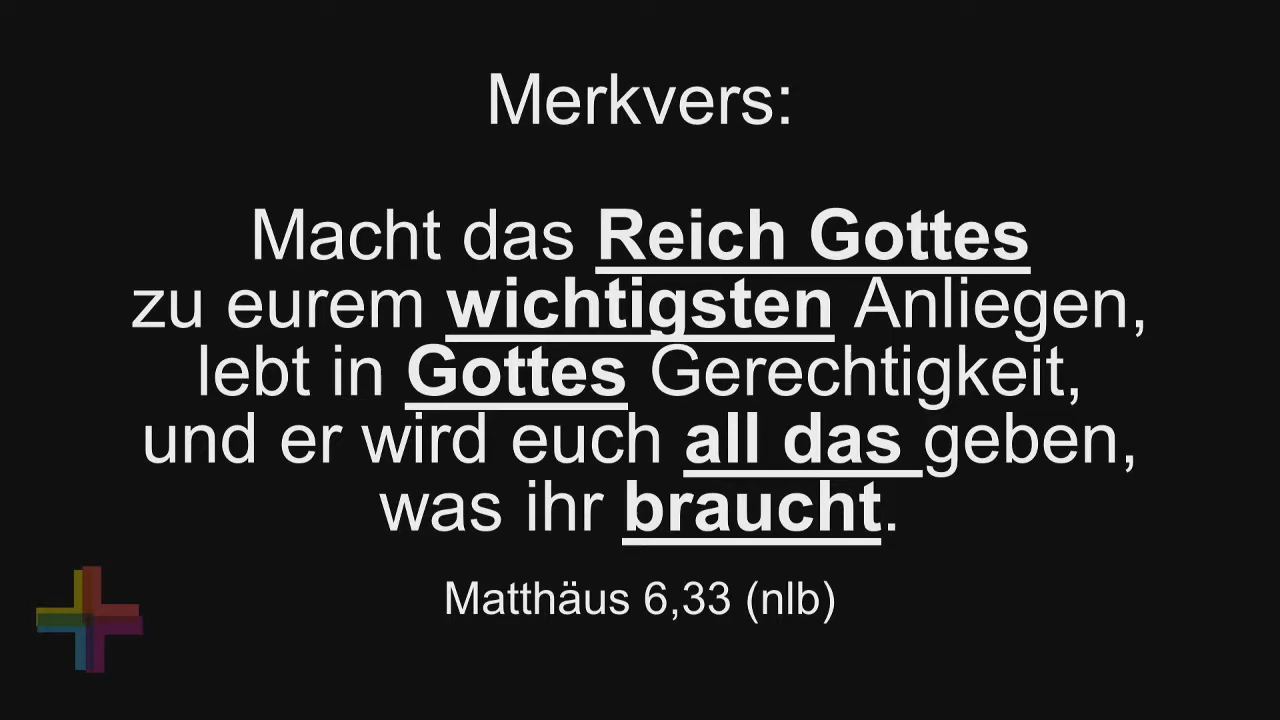 Merkvers:
Macht das Reich Gottes
zu eurem wichtigsten Anliegen,
lebt in Gottes Gerechtigkeit,
und er wird euch all das geben,
was ihr braucht.
Matthäus 6,33 (nlb)